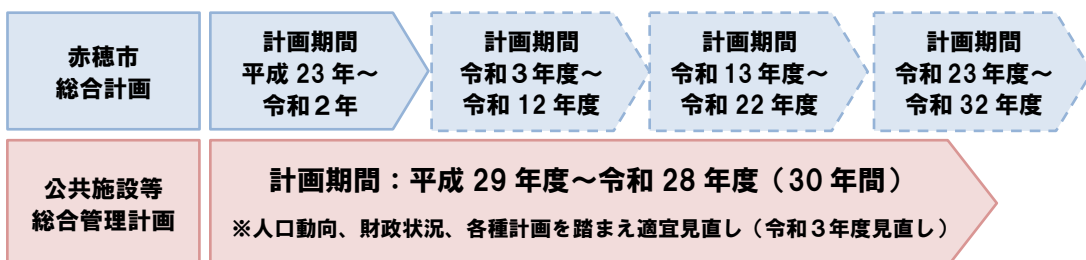 赤穂市
総合計画
計画期間
平成 23 年～
令和２年
計画期間
令和３年度～
令和 12 年度
計画期間
令和 13 年度～
令和 22 年度
計画期間
令和 23 年度～
令和 32 年度
公共施設等
総合管理計画
計画期間：平成 29 年度～令和 28 年度（30 年間）
※人口動向、財政状況、各種計画を踏まえ適宜見直し（令和３年度見直し）